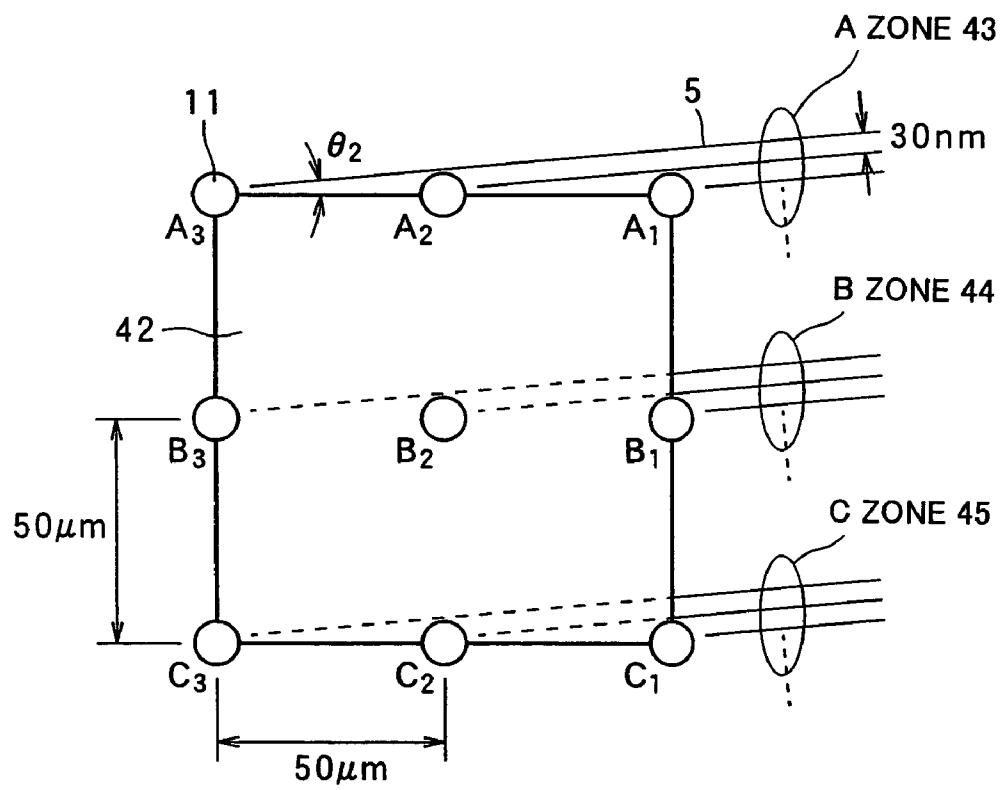 A ZONE 43
11
θ2
5
30nm
A3
A2
A1
B ZONE 44
42
B3
B2
B1
50μm
C ZONE 45
C3
C2
C1
50μm